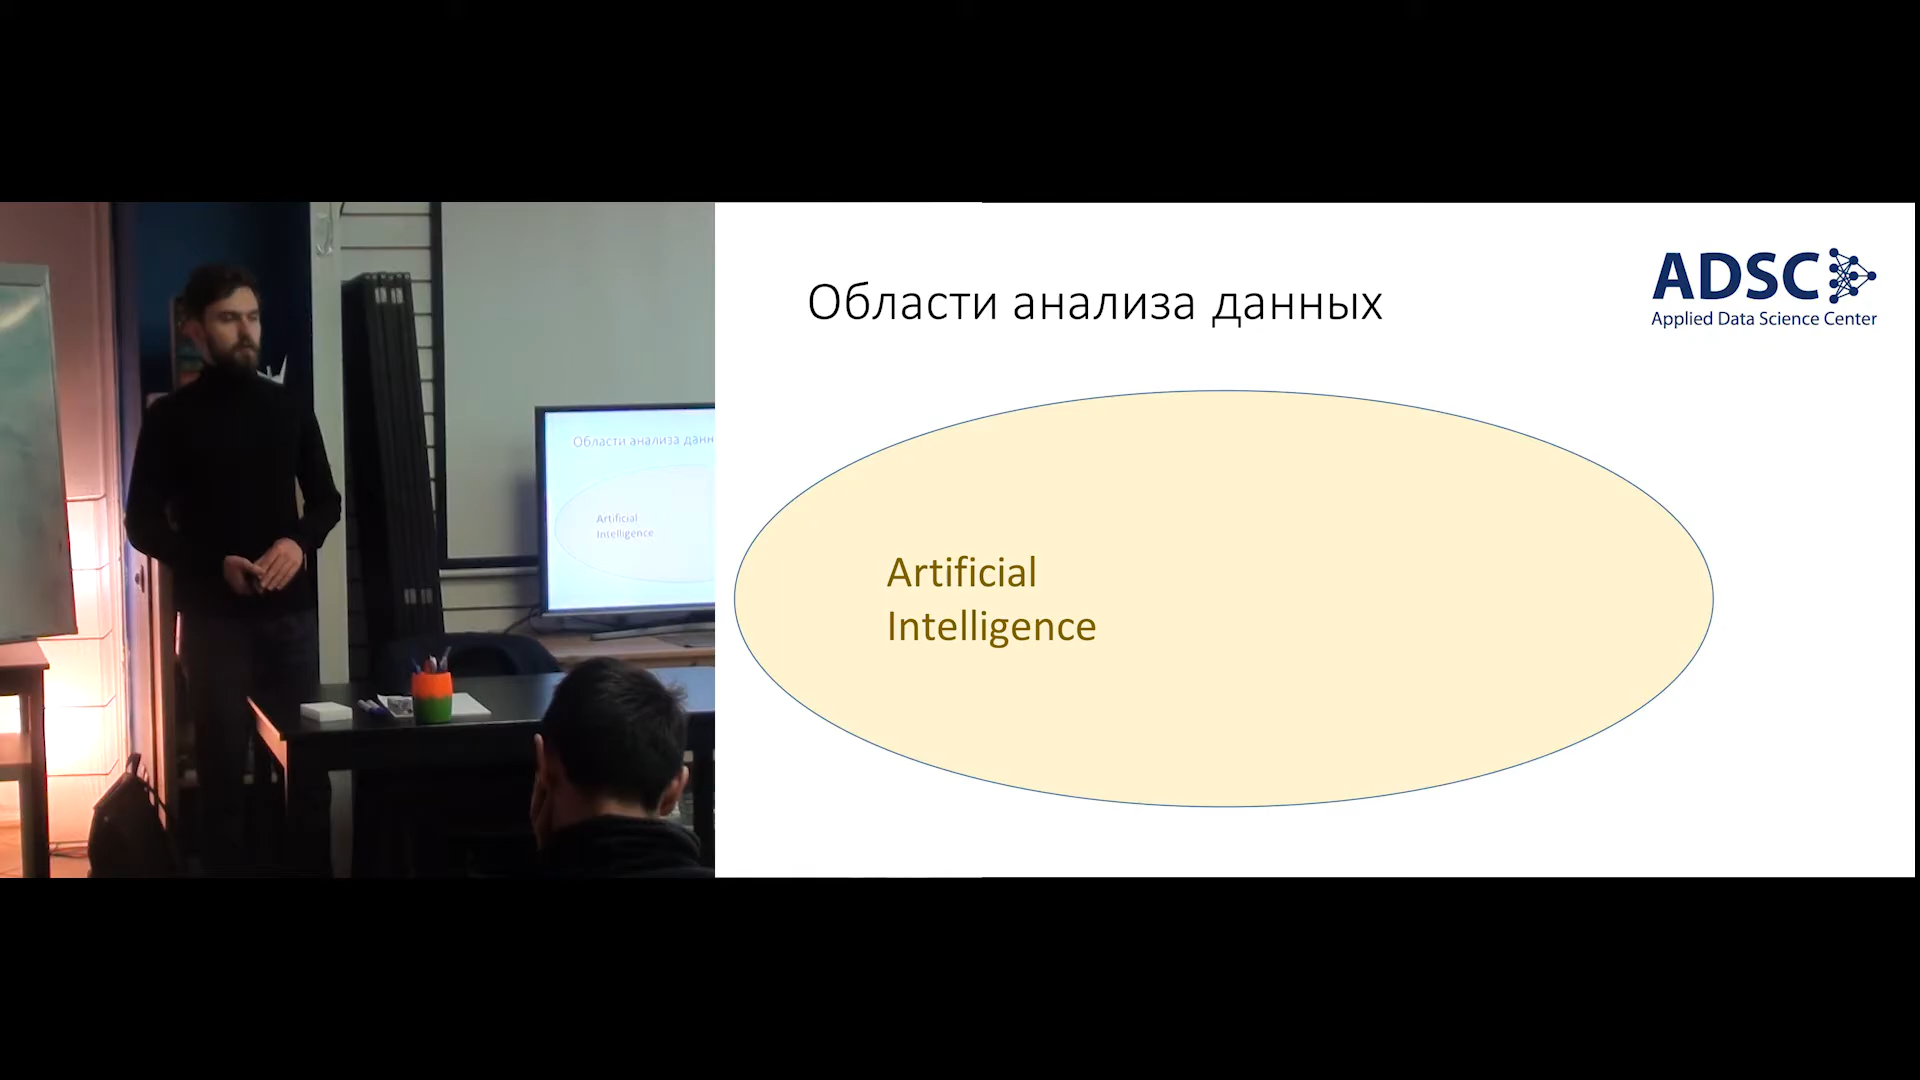 Области анализа данн
Artificial
Intelligence
Области анализа данных
ADSC
Applied Data Science Center
Artificial
Intelligence